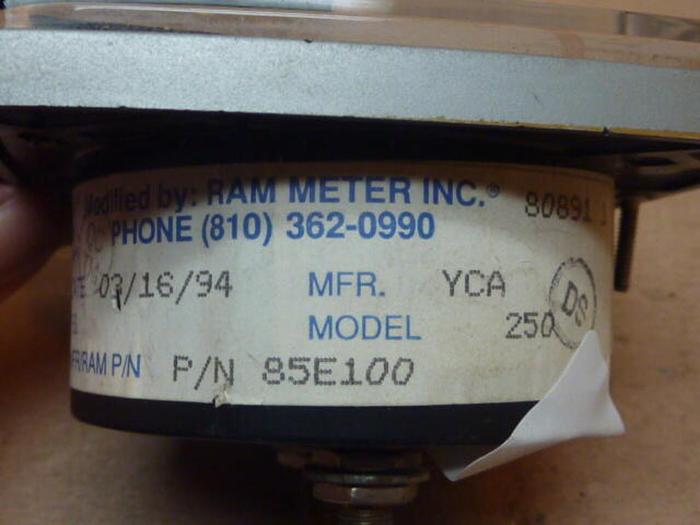 Modified by: RAM METER INC.® 80891
PHONE (810) 362-0990
03/16/94 MFR. YCA
MODEL 250 DS
/RAM P/N P/N 85E100